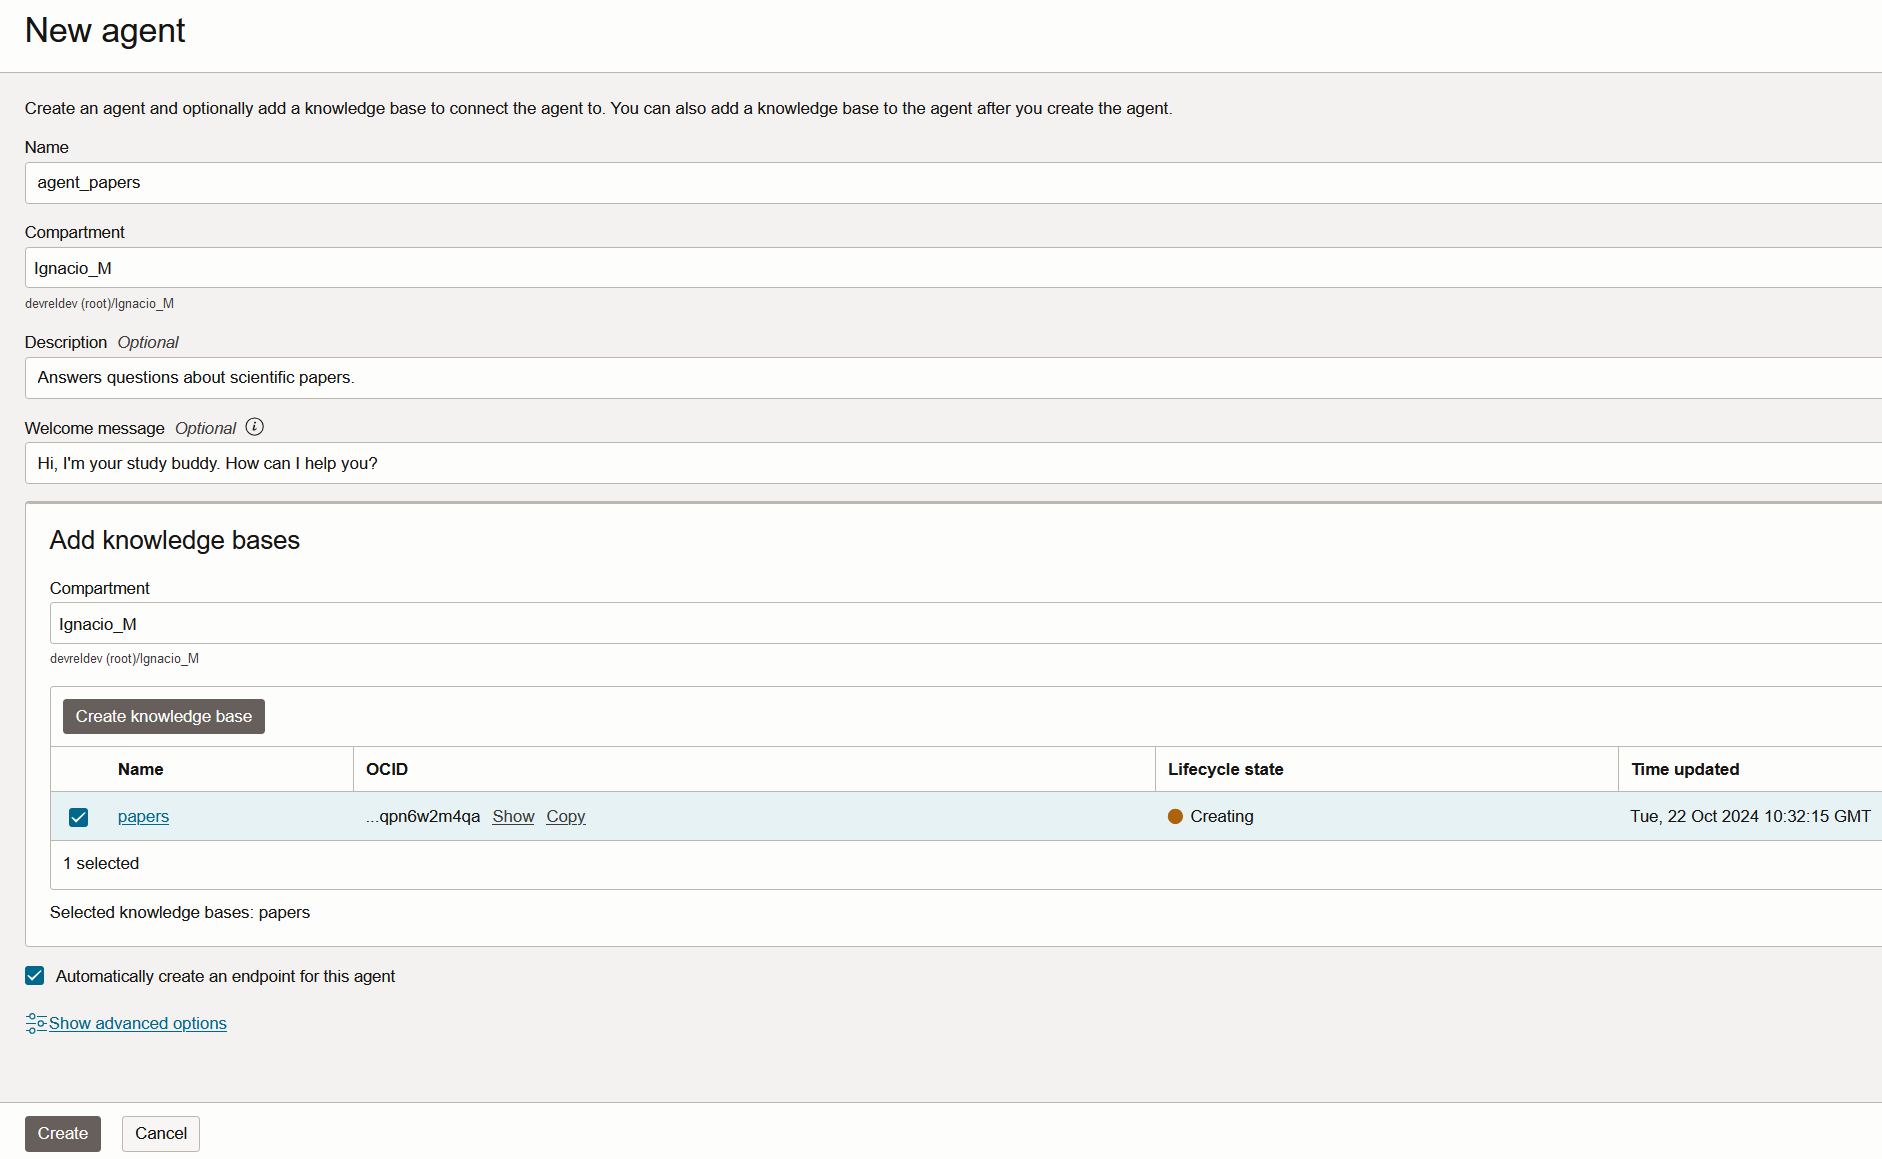 New agent
Create an agent and optionally add a knowledge base to connect the agent to. You can also add a knowledge base to the agent after you create the agent.
Name
agent_papers
Compartment
Ignacio_M
devreldev (root)/Ignacio_M
Description Optional
Answers questions about scientific papers.
Welcome message Optional
Hi, I'm your study buddy. How can I help you?
Add knowledge bases
Compartment
Ignacio_M
devreldev (root)/Ignacio_M
Create knowledge base
Name OCID Lifecycle state Time updated
papers ...qpn6w2m4qa Show Copy Creating Tue, 22 Oct 2024 10:32:15 GMT
1 selected
Selected knowledge bases: papers
Automatically create an endpoint for this agent
Show advanced options
Create Cancel